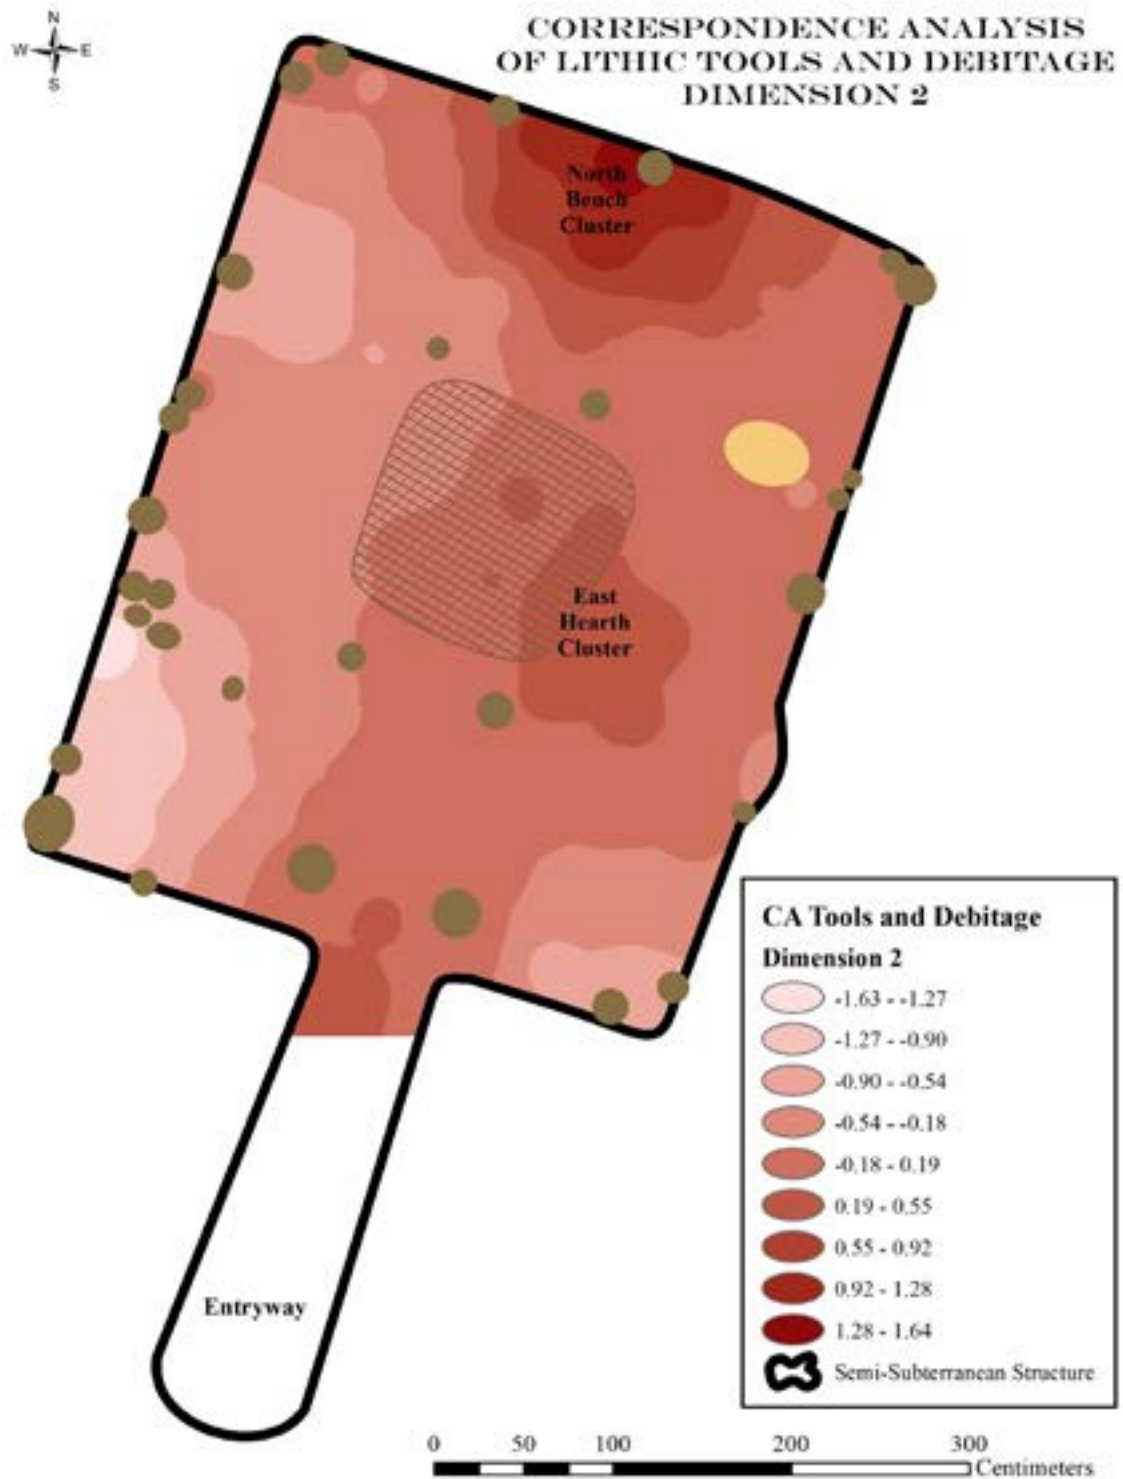 N
W E
S
CORRESPONDENCE ANALYSIS
OF LITHIC TOOLS AND DEBITAGE
DIMENSION 2
North
Bench
Cluster
East
Hearth
Cluster
Entryway
CA Tools and Debitage
Dimension 2
-1.63 - -1.27
-1.27 - -0.90
-0.90 - -0.54
-0.54 - -0.18
-0.18 - 0.19
0.19 - 0.55
0.55 - 0.92
0.92 - 1.28
1.28 - 1.64
Semi-Subterranean Structure
0 50 100 200 300
Centimeters